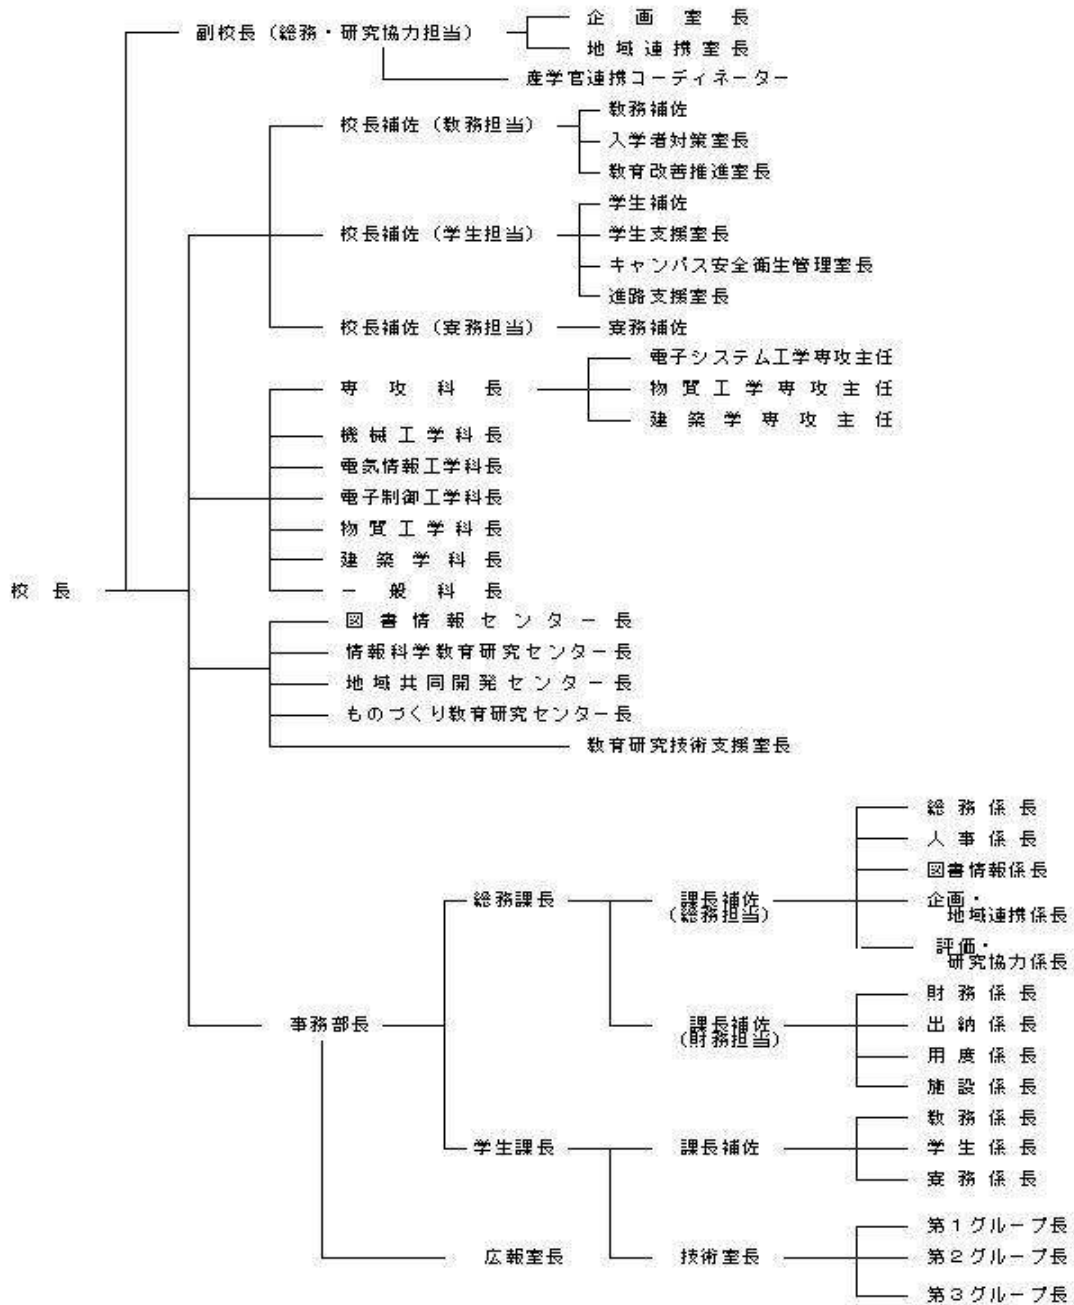 企画室長
副校長（総務・研究協力担当）
地域連携室長
産学官連携コーディネーター
教務補佐
校長補佐（教務担当）
入学者対策室長
教育改善推進室長
学生補佐
校長補佐（学生担当）
学生支援室長
キャンパス安全衛生管理室長
進路支援室長
校長補佐（寮務担当）
寮務補佐
電子システム工学専攻主任
専攻科長
物質工学専攻主任
建築学専攻主任
機械工学科長
電気情報工学科長
電子制御工学科長
物質工学科長
建築学科長
校長
一般科長
図書情報センター長
情報科学教育研究センター長
地域共同開発センター長
ものづくり教育研究センター長
教育研究技術支援室長
総務係長
人事係長
図書情報係長
総務課長
課長補佐
(総務担当)
企画・
地域連携係長
評価・
研究協力係長
財務係長
事務部長
課長補佐
(財務担当)
出納係長
用度係長
施設係長
教務係長
学生課長
課長補佐
学生係長
寮務係長
第１グループ長
広報室長
技術室長
第２グループ長
第３グループ長